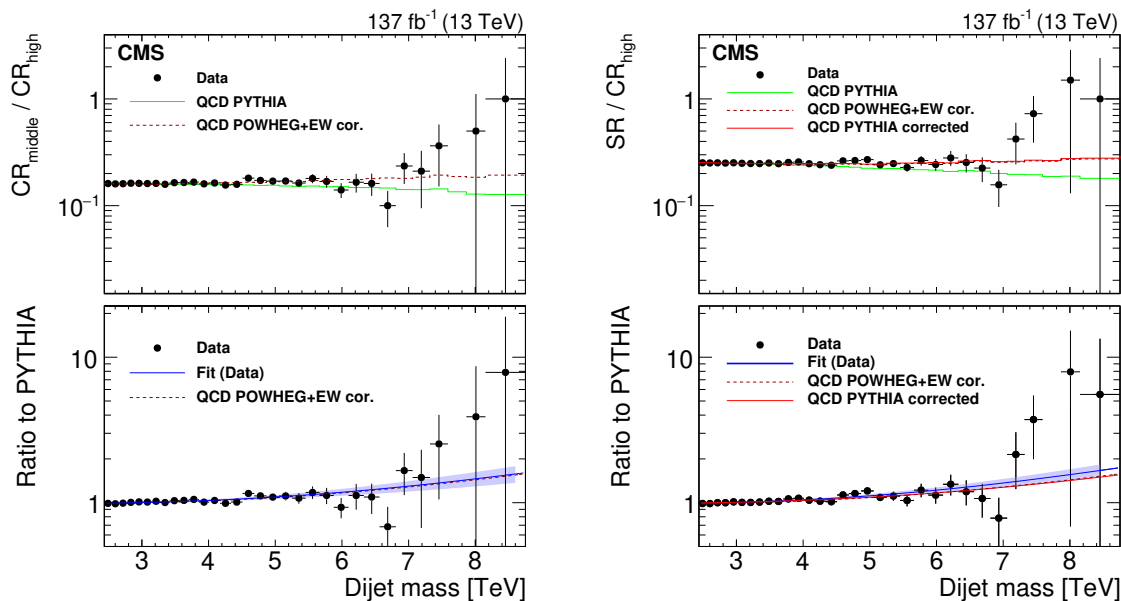 137 fb⁻¹ (13 TeV)
CMS
Data
QCD PYTHIA
QCD POWHEG+EW cor.
CR_middle / CR_high
1
10⁻¹
Data
Fit (Data)
QCD POWHEG+EW cor.
Ratio to PYTHIA
10
1
3 4 5 6 7 8
Dijet mass [TeV]
137 fb⁻¹ (13 TeV)
CMS
Data
QCD PYTHIA
QCD POWHEG+EW cor.
QCD PYTHIA corrected
SR / CR_high
1
10⁻¹
Data
Fit (Data)
QCD POWHEG+EW cor.
QCD PYTHIA corrected
Ratio to PYTHIA
10
1
3 4 5 6 7 8
Dijet mass [TeV]